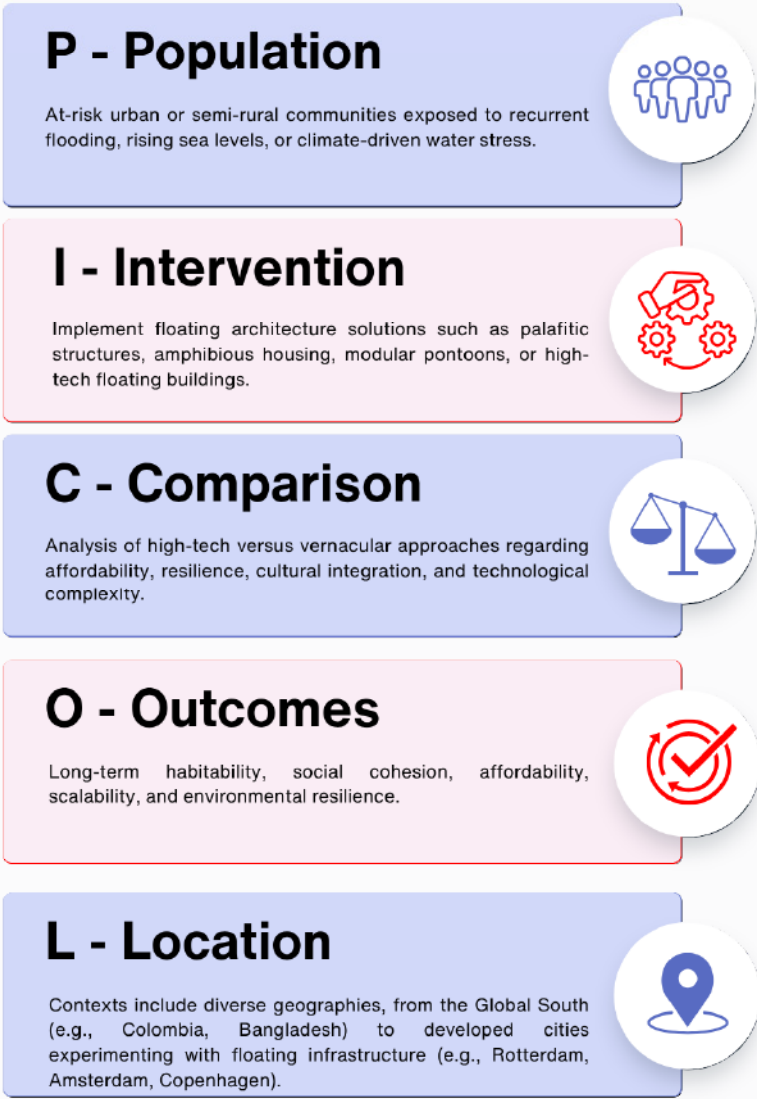 P - Population
At-risk urban or semi-rural communities exposed to recurrent
flooding, rising sea levels, or climate-driven water stress.
I - Intervention
Implement floating architecture solutions such as palafitic
structures, amphibious housing, modular pontoons, or high-
tech floating buildings.
C - Comparison
Analysis of high-tech versus vernacular approaches regarding
affordability, resilience, cultural integration, and technological
complexity.
O - Outcomes
Long-term habitability, social cohesion, affordability,
scalability, and environmental resilience.
L - Location
Contexts include diverse geographies, from the Global South
(e.g., Colombia, Bangladesh) to developed cities
experimenting with floating infrastructure (e.g., Rotterdam,
Amsterdam, Copenhagen).